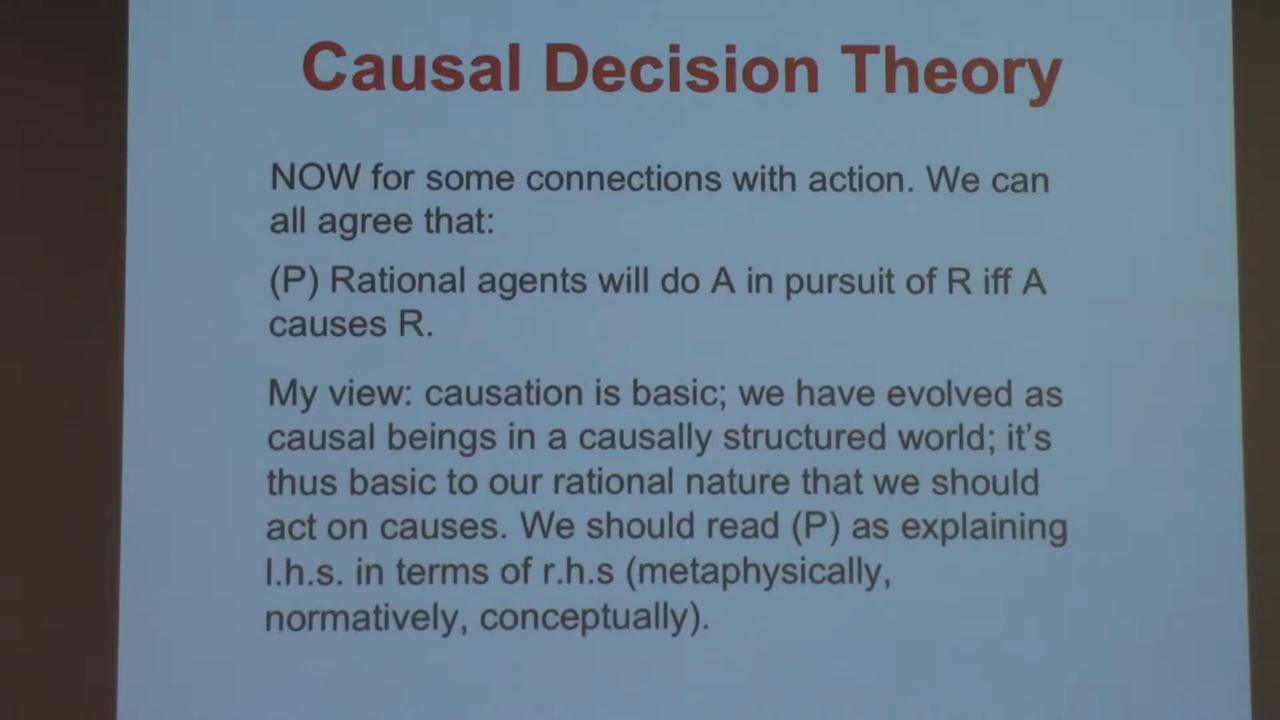 Causal Decision Theory
NOW for some connections with action. We can
all agree that:
(P) Rational agents will do A in pursuit of R iff A
causes R.
My view: causation is basic; we have evolved as
causal beings in a causally structured world; it's
thus basic to our rational nature that we should
act on causes. We should read (P) as explaining
l.h.s. in terms of r.h.s (metaphysically,
normatively, conceptually).